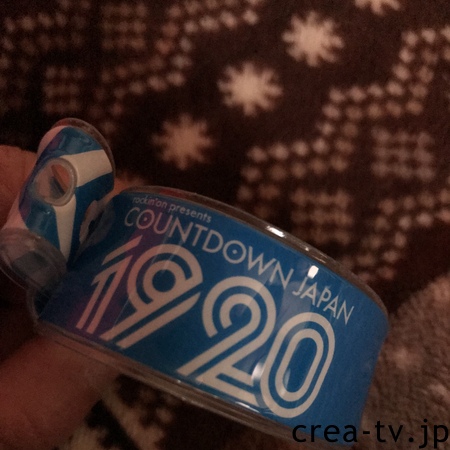 rockin'on presents
COUNTDOWN JAPAN
1920
crea-tv.jp